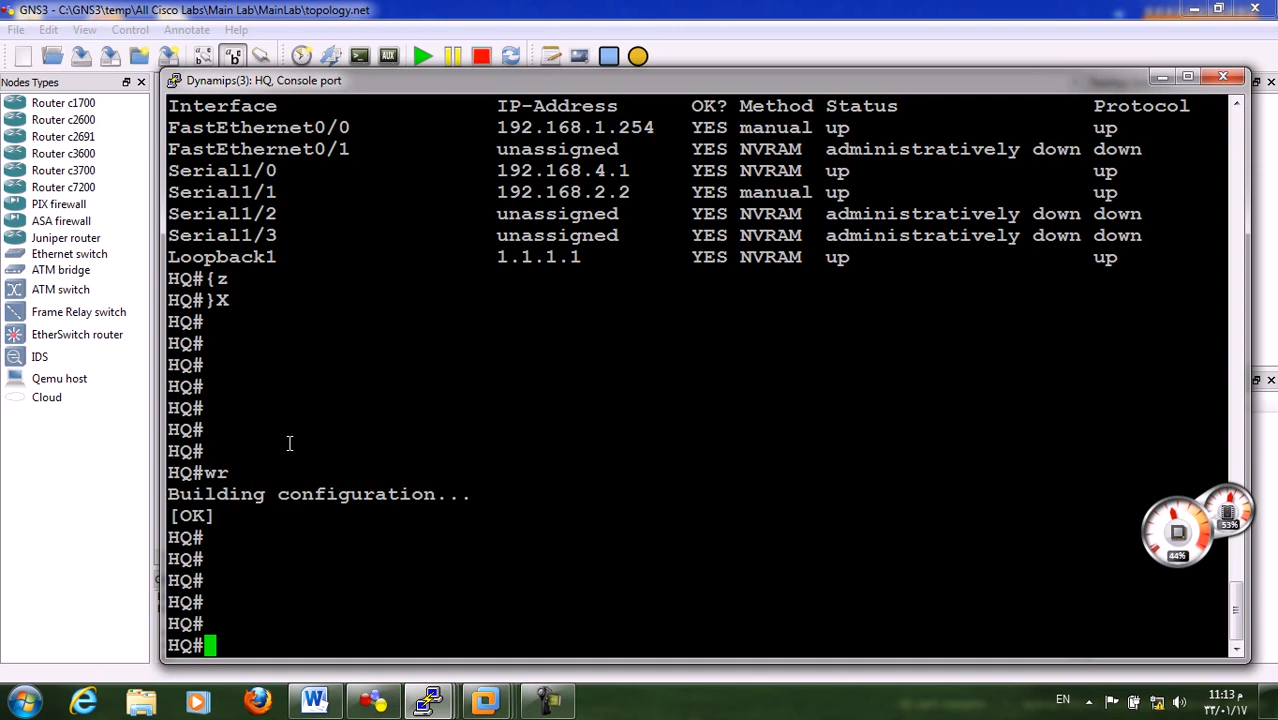 GNS3 - C:\GNS3\temp\All Cisco Labs\Main Lab\MainLab\topology.net
File Edit View Control Annotate Help
Nodes Types
Router c1700
Router c2600
Router c2691
Router c3600
Router c3700
Router c7200
PIX firewall
ASA firewall
Juniper router
Ethernet switch
ATM bridge
ATM switch
Frame Relay switch
EtherSwitch router
IDS
Qemu host
Cloud
Dynamips(3): HQ, Console port
Interface IP-Address OK? Method Status Protocol
FastEthernet0/0 192.168.1.254 YES manual up up
FastEthernet0/1 unassigned YES NVRAM administratively down down
Serial1/0 192.168.4.1 YES NVRAM up up
Serial1/1 192.168.2.2 YES manual up up
Serial1/2 unassigned YES NVRAM administratively down down
Serial1/3 unassigned YES NVRAM administratively down down
Loopback1 1.1.1.1 YES NVRAM up up
HQ#{z
HQ#}X
HQ#
HQ#
HQ#
HQ#
HQ#
HQ#
HQ#
HQ#wr
Building configuration...
[OK]
HQ#
HQ#
HQ#
HQ#
HQ#
HQ#
53%
44%
EN
11:13 م
٣٣/٠١/١٧